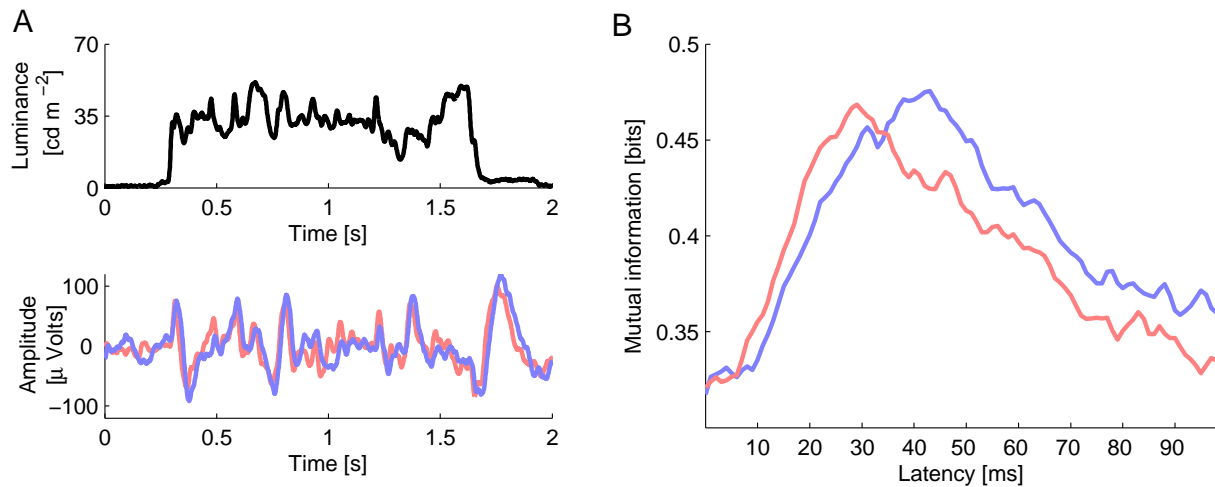 A
Luminance
[cd m −2]
70
35
0
0 0.5 1 1.5 2
Time [s]
Amplitude
[μ Volts]
100
0
−100
0 0.5 1 1.5 2
Time [s]
B
Mutual information [bits]
0.5
0.45
0.4
0.35
10 20 30 40 50 60 70 80 90
Latency [ms]